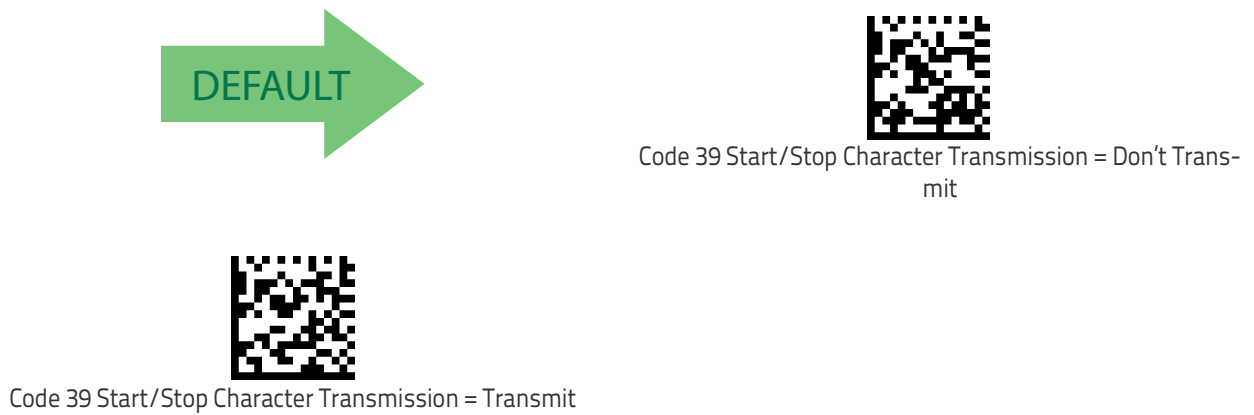 DEFAULT
Code 39 Start/Stop Character Transmission = Don't Trans-
mit
Code 39 Start/Stop Character Transmission = Transmit